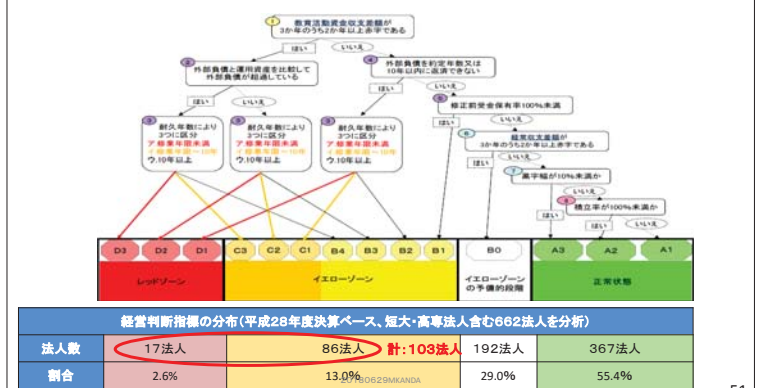 1 教育活動資金収支差額が
3か年のうち2か年以上赤字である
はい いいえ
2 外部負債と運用資産を比較して
外部負債が超過している
4 外部負債を約定年数又は
10年以内に返済できない
はい いいえ
はい いいえ
5 修正前受金保有率100%未満
3 耐久年数により
3つに区分
ア.修業年限未満
イ.修業年限~10年
ウ.10年以上
3 耐久年数により
3つに区分
ア.修業年限未満
イ.修業年限~10年
ウ.10年以上
3 耐久年数により
3つに区分
ア.修業年限未満
イ.修業年限~10年
ウ.10年以上
はい いいえ
6 経常収支差額が
3か年のうち2か年以上赤字である
はい いいえ
7 黒字幅が10%未満か
はい いいえ
8 積立率が100%未満か
はい いいえ
D3 D2 D1 C3 C2 C1 B4 B3 B2 B1 B0 A3 A2 A1
レッドゾーン イエローゾーン イエローゾーン
の予備的段階 正常状態
経営判断指標の分布(平成28年度決算ベース、短大・高専法人含む662法人を分析)
法人数 17法人 86法人 計:103法人 192法人 367法人
割合 2.6% 13.0% 29.0% 55.4%
20180629MKANDA
51